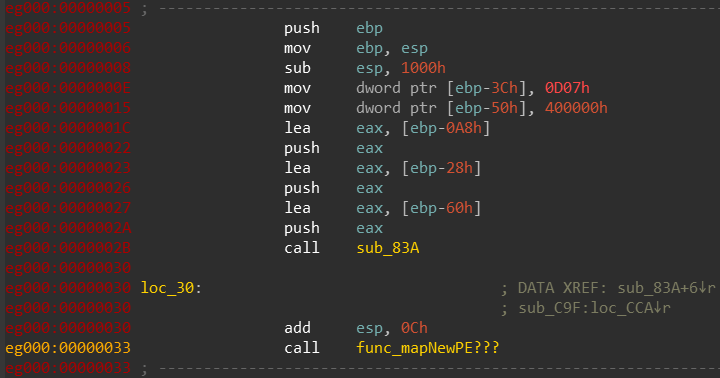 eg000:00000005 ; ---------------------------------------------------------------
eg000:00000005 push ebp
eg000:00000006 mov ebp, esp
eg000:00000008 sub esp, 1000h
eg000:0000000E mov dword ptr [ebp-3Ch], 0D07h
eg000:00000015 mov dword ptr [ebp-50h], 400000h
eg000:0000001C lea eax, [ebp-0A8h]
eg000:00000022 push eax
eg000:00000023 lea eax, [ebp-28h]
eg000:00000026 push eax
eg000:00000027 lea eax, [ebp-60h]
eg000:0000002A push eax
eg000:0000002B call sub_83A
eg000:00000030
eg000:00000030 loc_30: ; DATA XREF: sub_83A+6↓r
eg000:00000030 ; sub_C9F:loc_CCA↓r
eg000:00000030 add esp, 0Ch
eg000:00000033 call func_mapNewPE???
eg000:00000033 ; ---------------------------------------------------------------